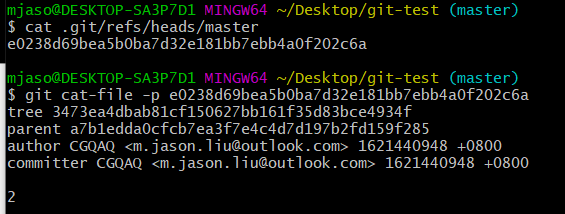 mjaso@DESKTOP-SA3P7D1 MINGW64 ~/Desktop/git-test (master)
$ cat .git/refs/heads/master
e0238d69bea5b0ba7d32e181bb7ebb4a0f202c6a
mjaso@DESKTOP-SA3P7D1 MINGW64 ~/Desktop/git-test (master)
$ git cat-file -p e0238d69bea5b0ba7d32e181bb7ebb4a0f202c6a
tree 3473ea4dbab81cf150627bb161f35d83bce4934f
parent a7b1edda0cfcb7ea3f7e4c4d7d197b2fd159f285
author CGQAQ <m.jason.liu@outlook.com> 1621440948 +0800
committer CGQAQ <m.jason.liu@outlook.com> 1621440948 +0800
2